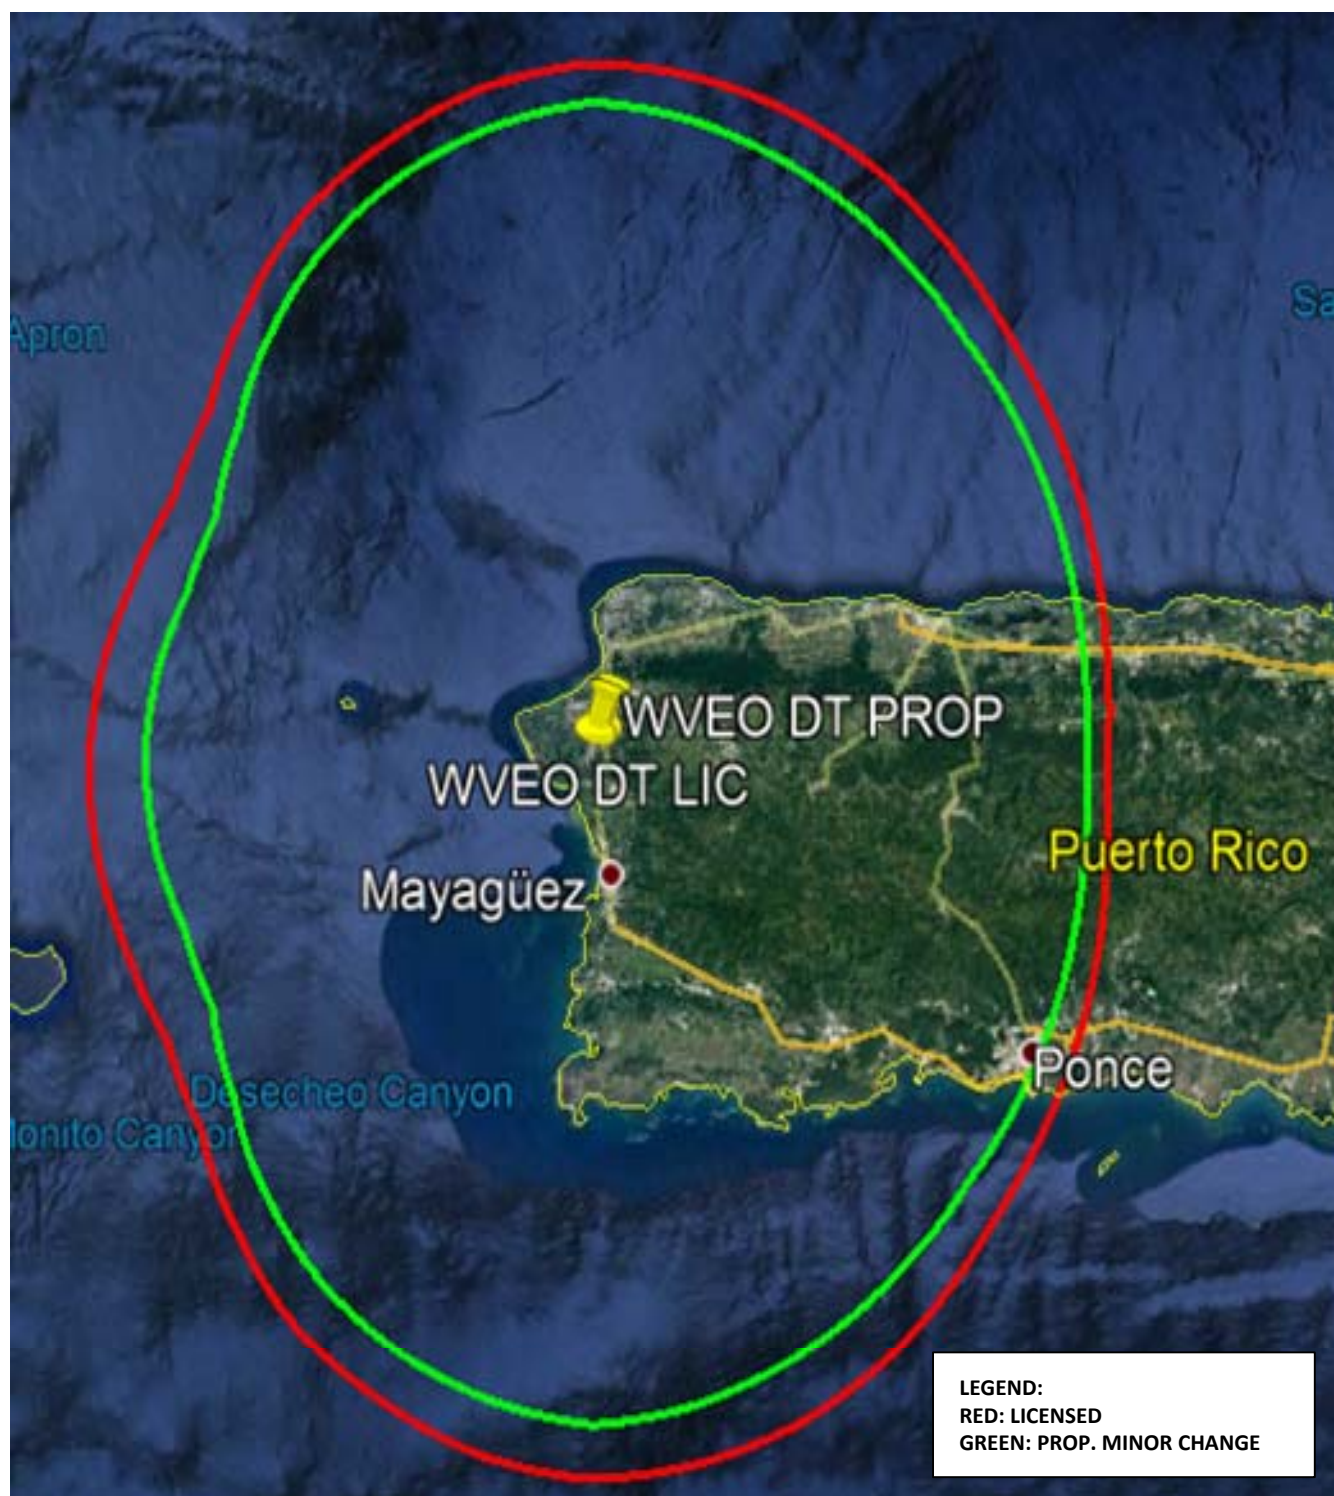 Sa
Apron
WVEO DT PROP
WVEO DT LIC
Puerto Rico
Mayagüez
Ponce
Desecheo Canyon
onito Canyon
LEGEND:
RED: LICENSED
GREEN: PROP. MINOR CHANGE